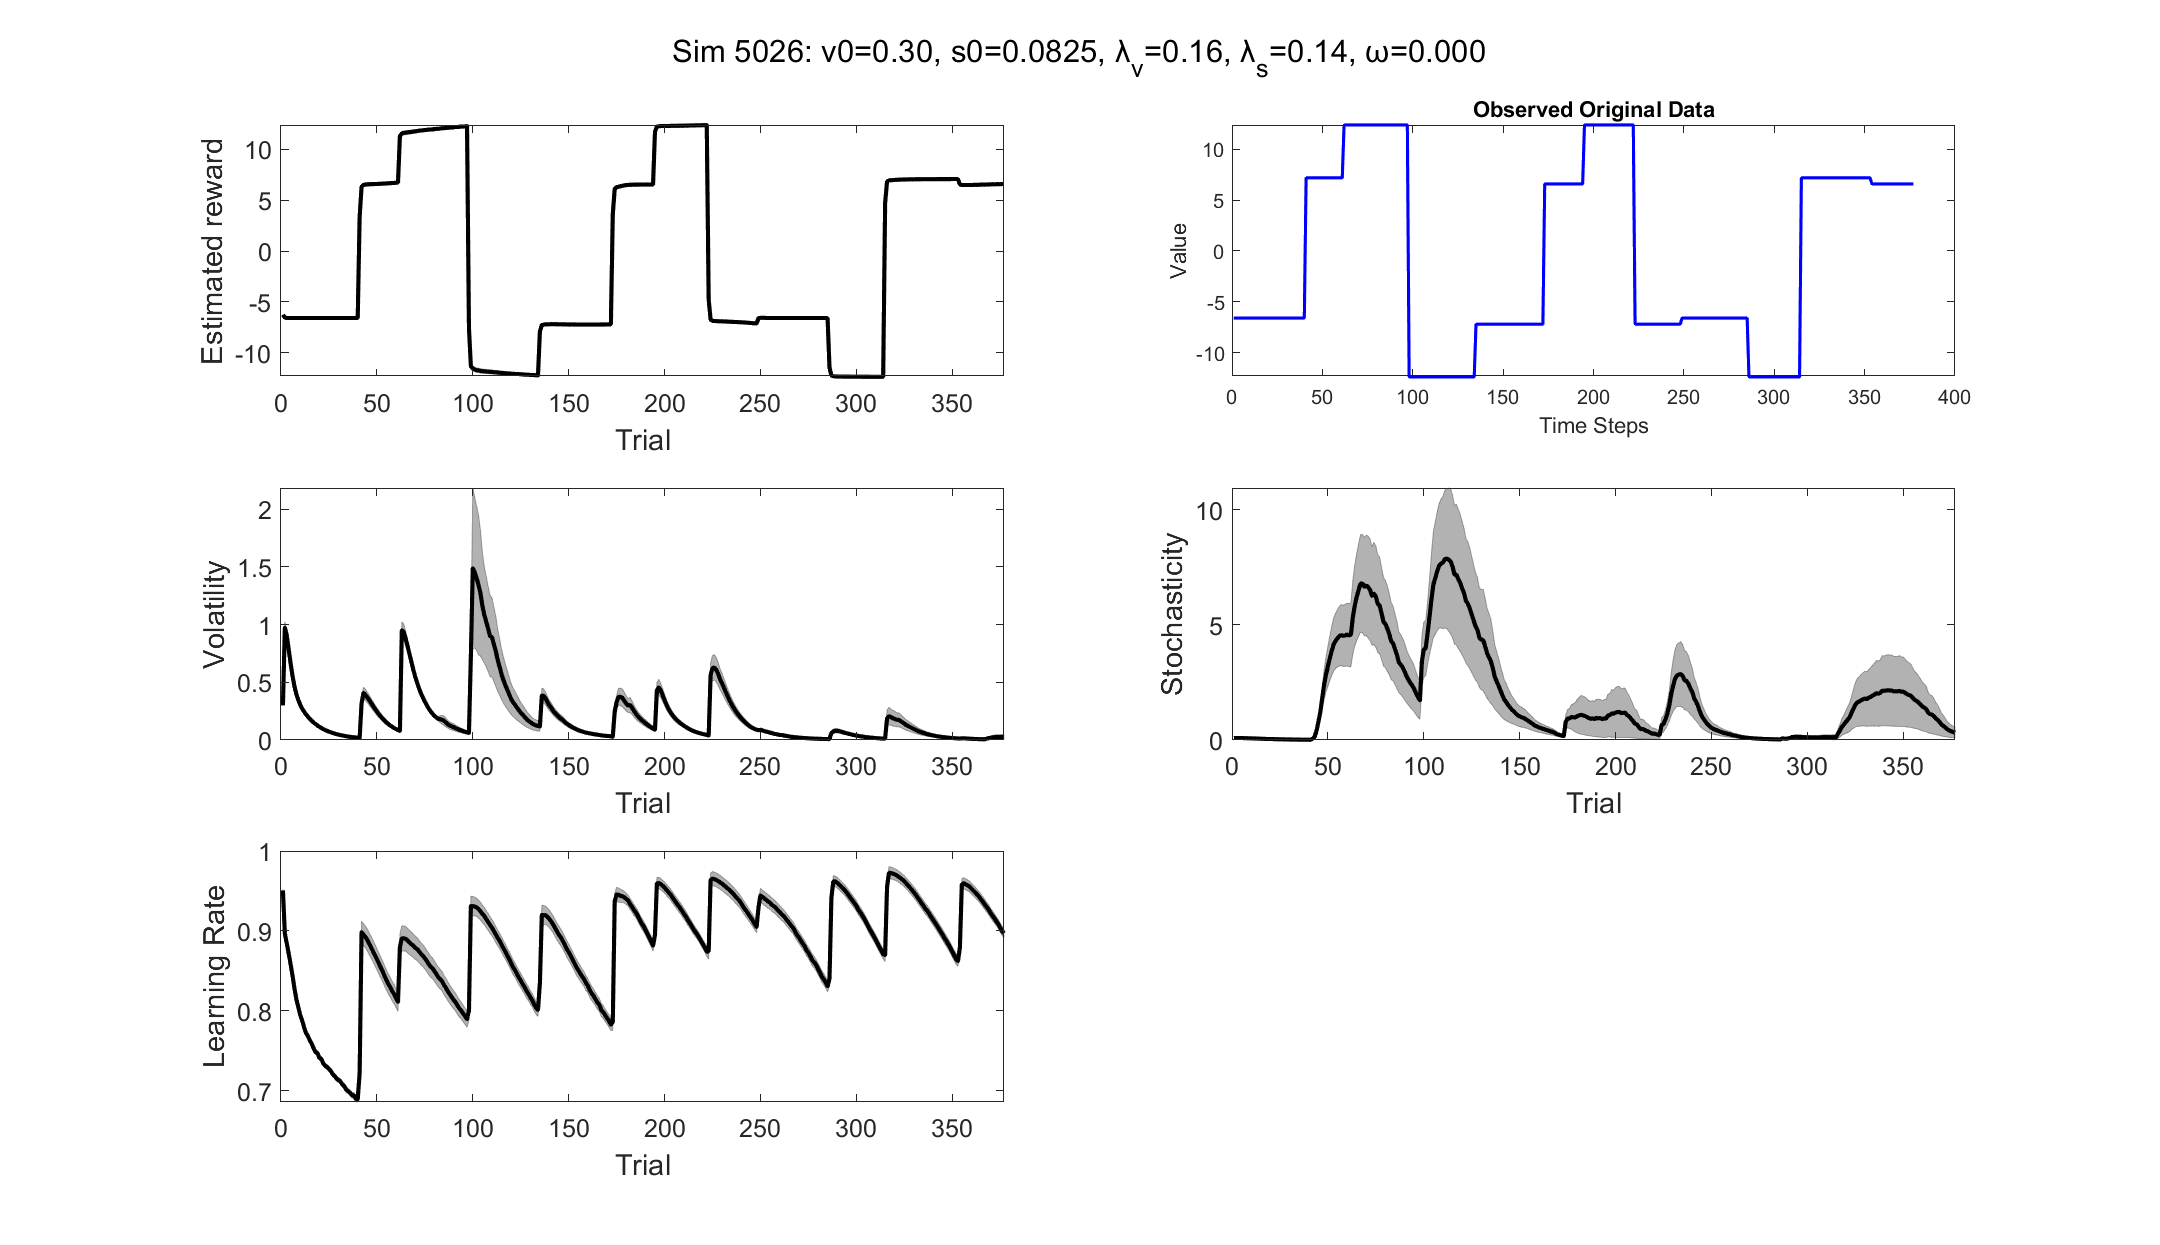 Sim 5026: v0=0.30, s0=0.0825, λv=0.16, λs=0.14, ω=0.000
Estimated reward
10
5
0
-5
-10
0 50 100 150 200 250 300 350
Trial
Observed Original Data
Value
10
5
0
-5
-10
0 50 100 150 200 250 300 350 400
Time Steps
Volatility
2
1.5
1
0.5
0
0 50 100 150 200 250 300 350
Trial
Stochasticity
10
5
0
0 50 100 150 200 250 300 350
Trial
Learning Rate
1
0.9
0.8
0.7
0 50 100 150 200 250 300 350
Trial